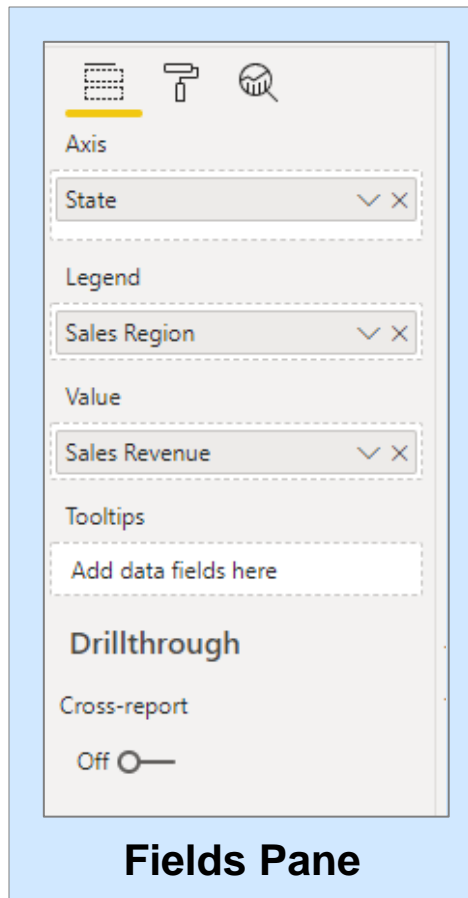 Axis
State
Legend
Sales Region
Value
Sales Revenue
Tooltips
Add data fields here
Drillthrough
Cross-report
Off
Fields Pane